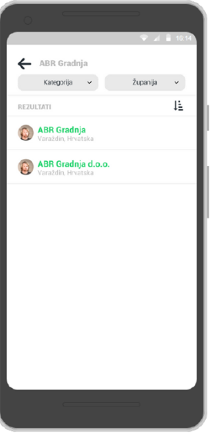 10:14
ABR Gradnja
Kategorija
Županija
REZULTATI
ABR Gradnja
Varaždin, Hrvatska
ABR Gradnja d.o.o.
Varaždin, Hrvatska